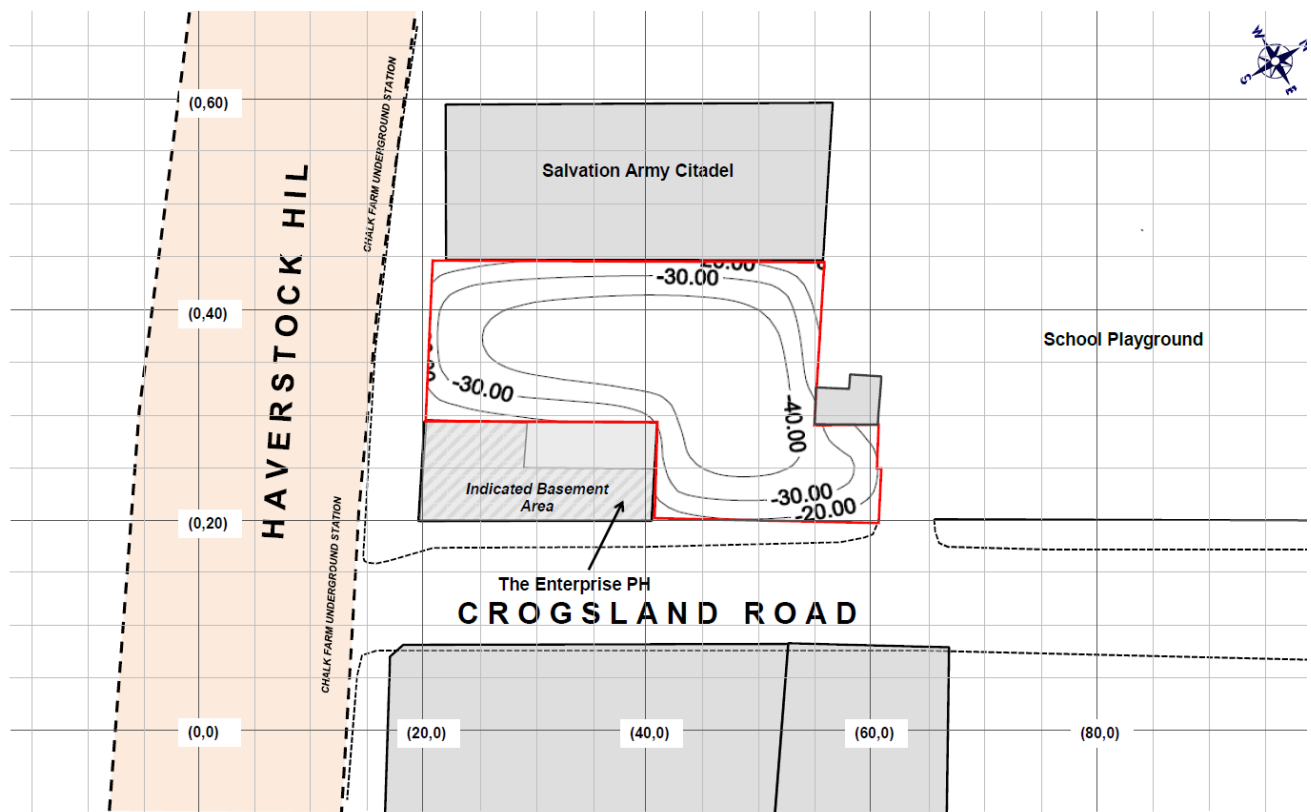 W
N
S
E
CHALK FARM UNDERGROUND STATION
(0,60)
Salvation Army Citadel
HAVERSTOCK HIL
-30.00
(0,40)
School Playground
-30.00
-40.00
Indicated Basement
Area
-30.00
-20.00
(0,20)
CHALK FARM UNDERGROUND STATION
The Enterprise PH
CROGSLAND ROAD
(0,0)
(20,0)
(40,0)
(60,0)
(80,0)